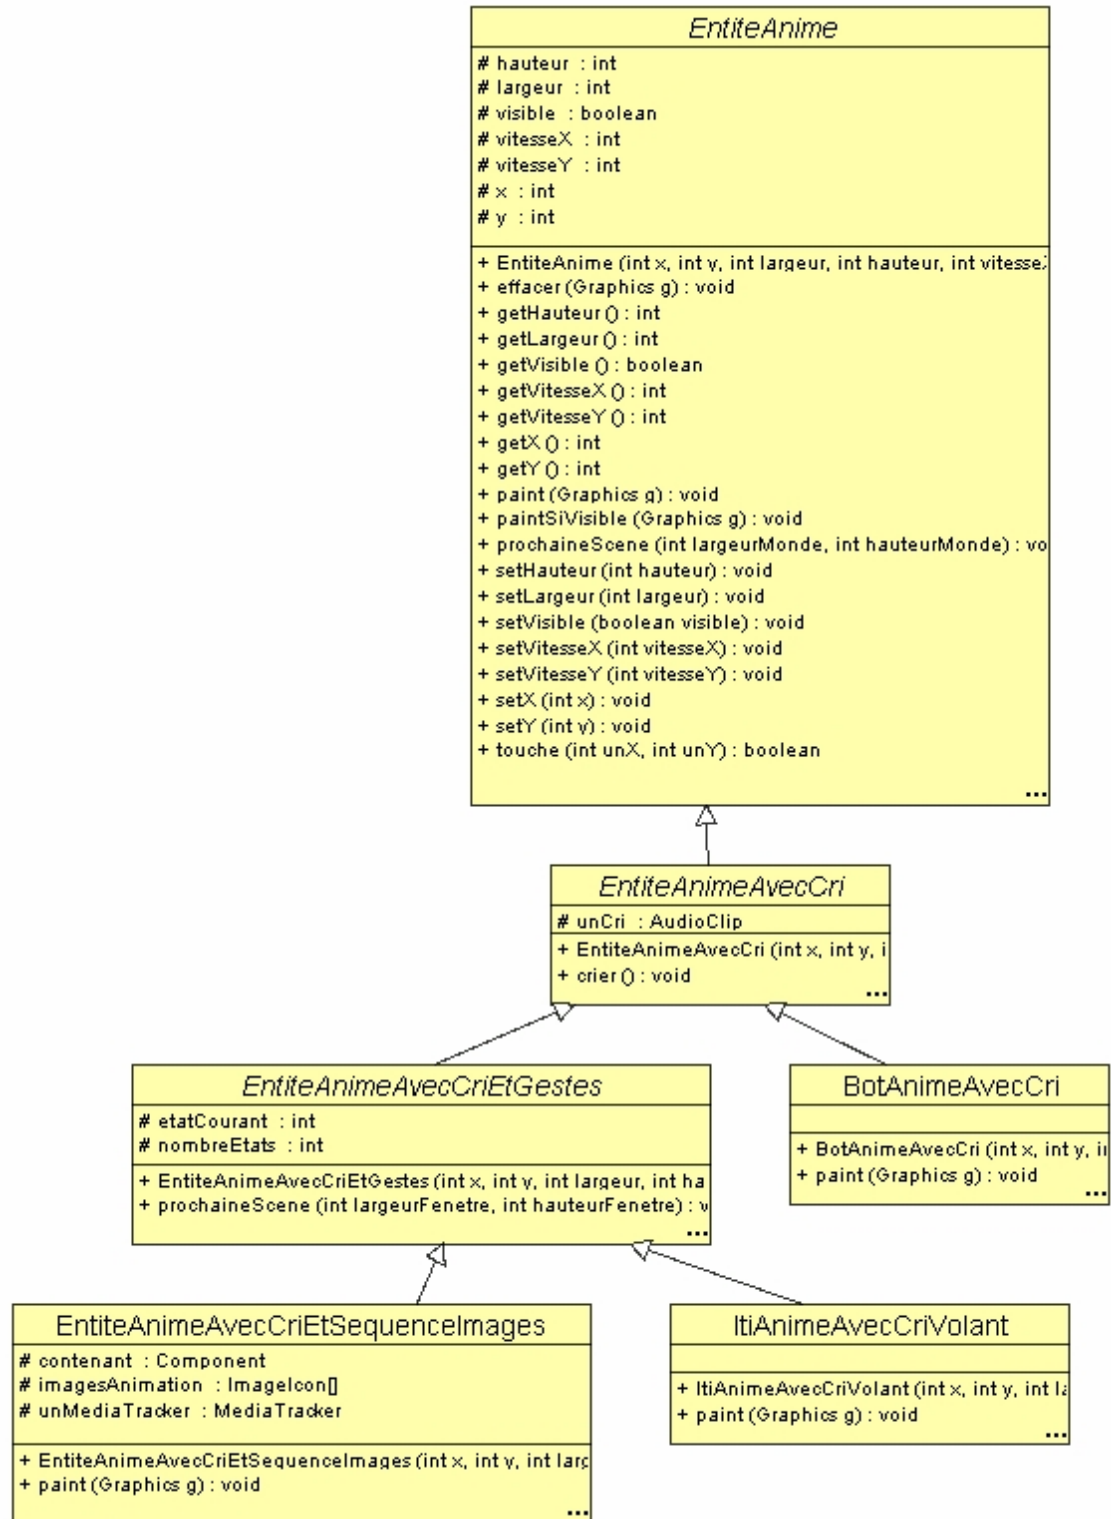 EntiteAnime
# hauteur : int
# largeur : int
# visible : boolean
# vitesseX : int
# vitesseY : int
# x : int
# y : int
+ EntiteAnime (int x, int y, int largeur, int hauteur, int vitesse
+ effacer (Graphics g) : void
+ getHauteur () : int
+ getLargeur () : int
+ getVisible () : boolean
+ getVitesseX () : int
+ getVitesseY () : int
+ getX () : int
+ getY () : int
+ paint (Graphics g) : void
+ paintSiVisible (Graphics g) : void
+ prochaineScene (int largeurMonde, int hauteurMonde) : vo
+ setHauteur (int hauteur) : void
+ setLargeur (int largeur) : void
+ setVisible (boolean visible) : void
+ setVitesseX (int vitesseX) : void
+ setVitesseY (int vitesseY) : void
+ setX (int x) : void
+ setY (int y) : void
+ touche (int unX, int unY) : boolean
...
EntiteAnimeAvecCri
# unCri : AudioClip
+ EntiteAnimeAvecCri (int x, int y, i
+ crier () : void
...
EntiteAnimeAvecCriEtGestes
# etatCourant : int
# nombreEtats : int
+ EntiteAnimeAvecCriEtGestes (int x, int y, int largeur, int ha
+ prochaineScene (int largeurFenetre, int hauteurFenetre) : v
...
BotAnimeAvecCri
+ BotAnimeAvecCri (int x, int y, i
+ paint (Graphics g) : void
...
EntiteAnimeAvecCriEtSequenceImages
# contenant : Component
# imagesAnimation : ImageIcon[]
# unMediaTracker : MediaTracker
+ EntiteAnimeAvecCriEtSequenceImages (int x, int y, int larg
+ paint (Graphics g) : void
...
ItiAnimeAvecCriVolant
+ ItiAnimeAvecCriVolant (int x, int y, int la
+ paint (Graphics g) : void
...